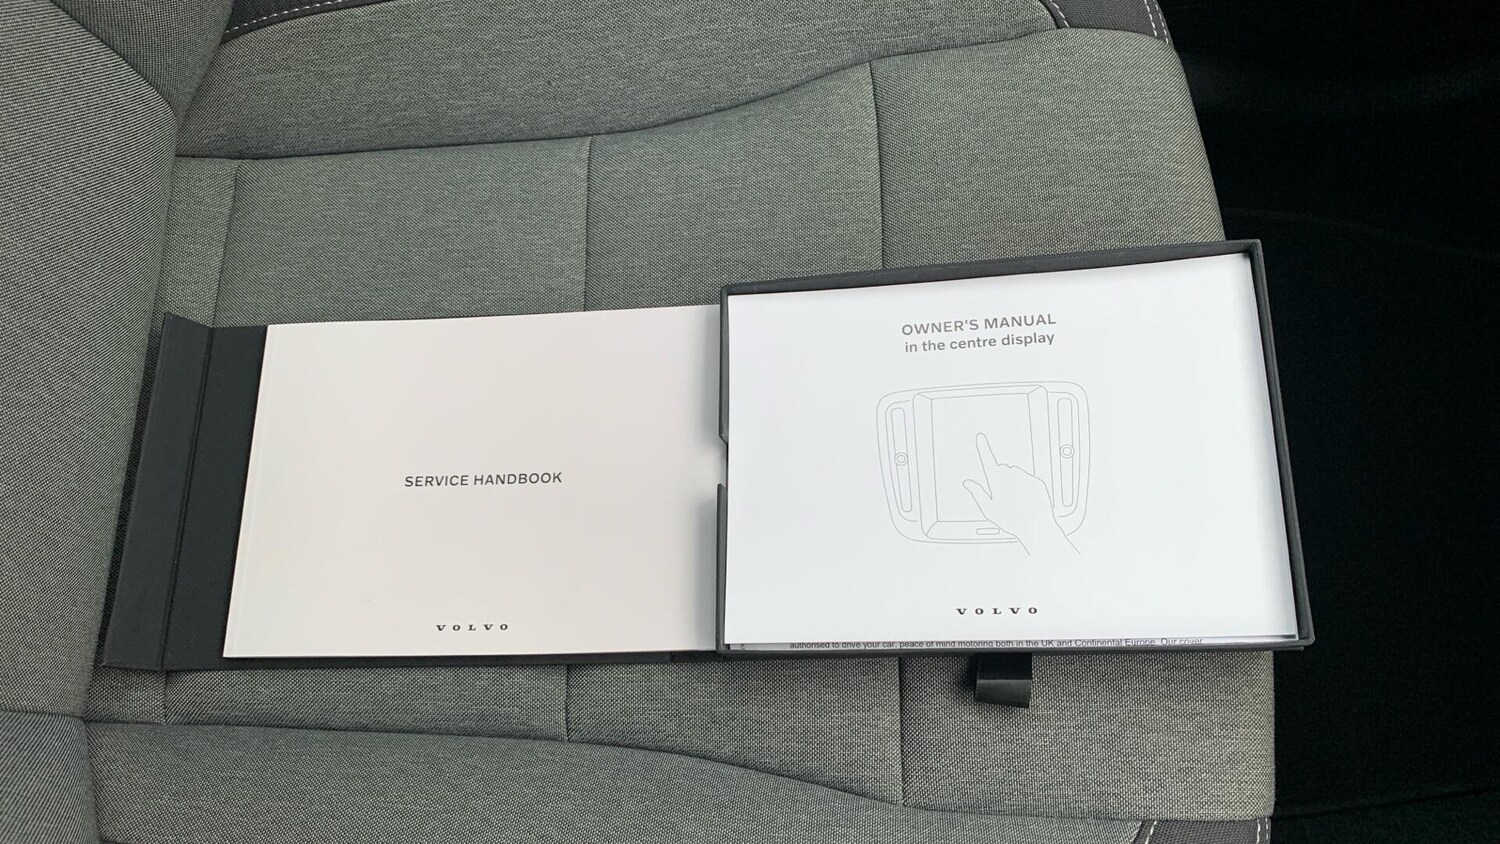 SERVICE HANDBOOK
VOLVO
OWNER'S MANUAL
in the centre display
VOLVO
authorised to drive your car, peace of mind motoring both in the UK and Continental Europe. Our cover